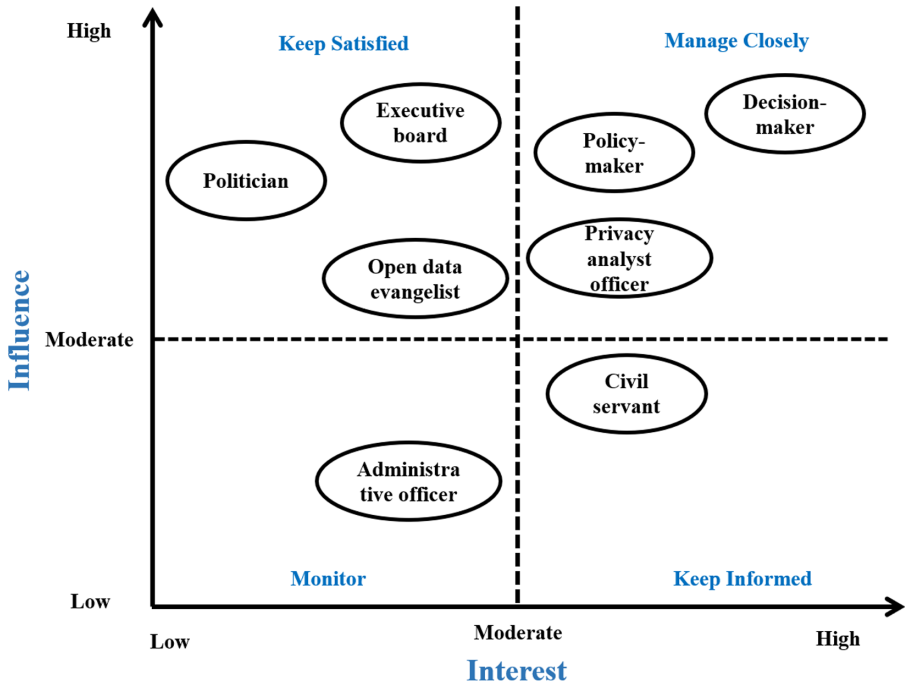 High
Keep Satisfied
Manage Closely
Executive
board
Decision-
maker
Policy-
maker
Politician
Privacy
analyst
officer
Open data
evangelist
Influence
Moderate
Civil
servant
Administra
tive officer
Monitor
Keep Informed
Low
Low
Moderate
High
Interest